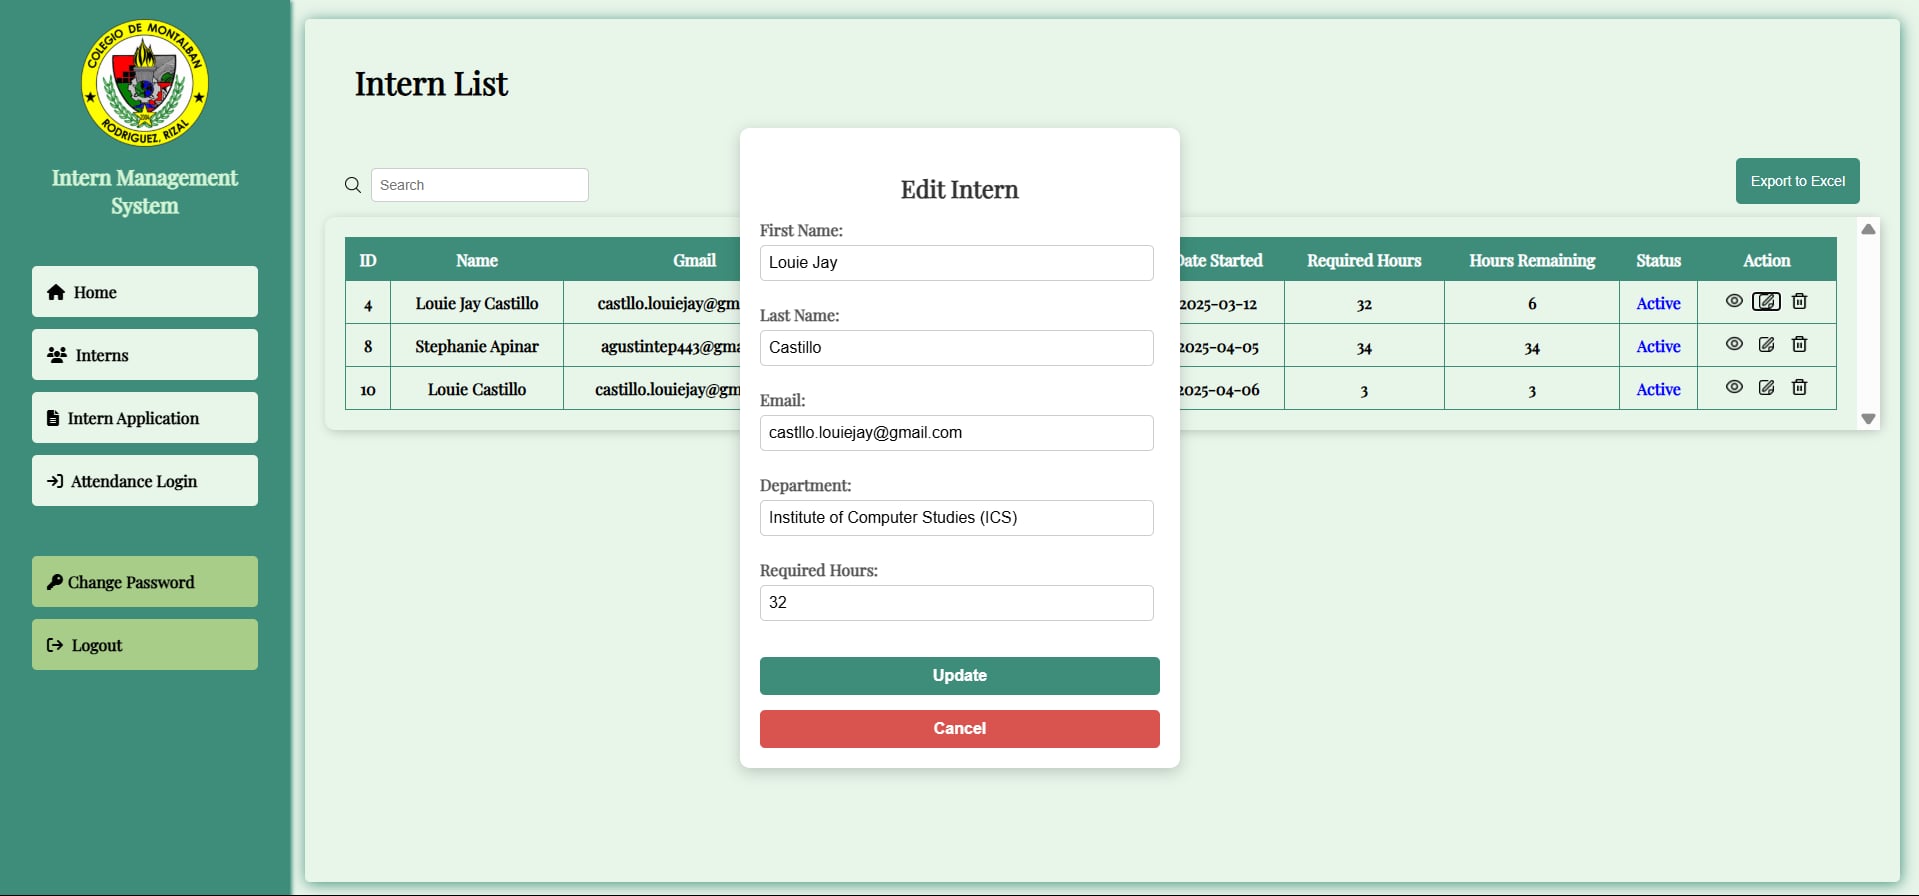 COLEGIO DE MONTALBAN
2004
RODRIGUEZ, RIZAL
Intern Management
System
Home
Interns
Intern Application
Attendance Login
Change Password
Logout
Intern List
Search
Export to Excel
ID Name Gmail Date Started Required Hours Hours Remaining Status Action
4 Louie Jay Castillo castllo.louiejay@gm 2025-03-12 32 6 Active
8 Stephanie Apinar agustintep443@gma 2025-04-05 34 34 Active
10 Louie Castillo castillo.louiejay@gm 2025-04-06 3 3 Active
Edit Intern
First Name:
Louie Jay
Last Name:
Castillo
Email:
castllo.louiejay@gmail.com
Department:
Institute of Computer Studies (ICS)
Required Hours:
32
Update
Cancel